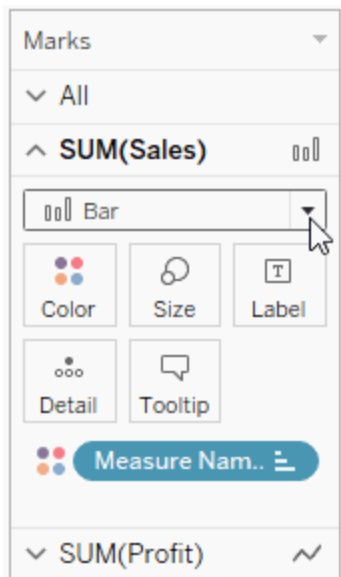 Marks
All
SUM(Sales)
Bar
Color Size Label
Detail Tooltip
Measure Nam..
SUM(Profit)